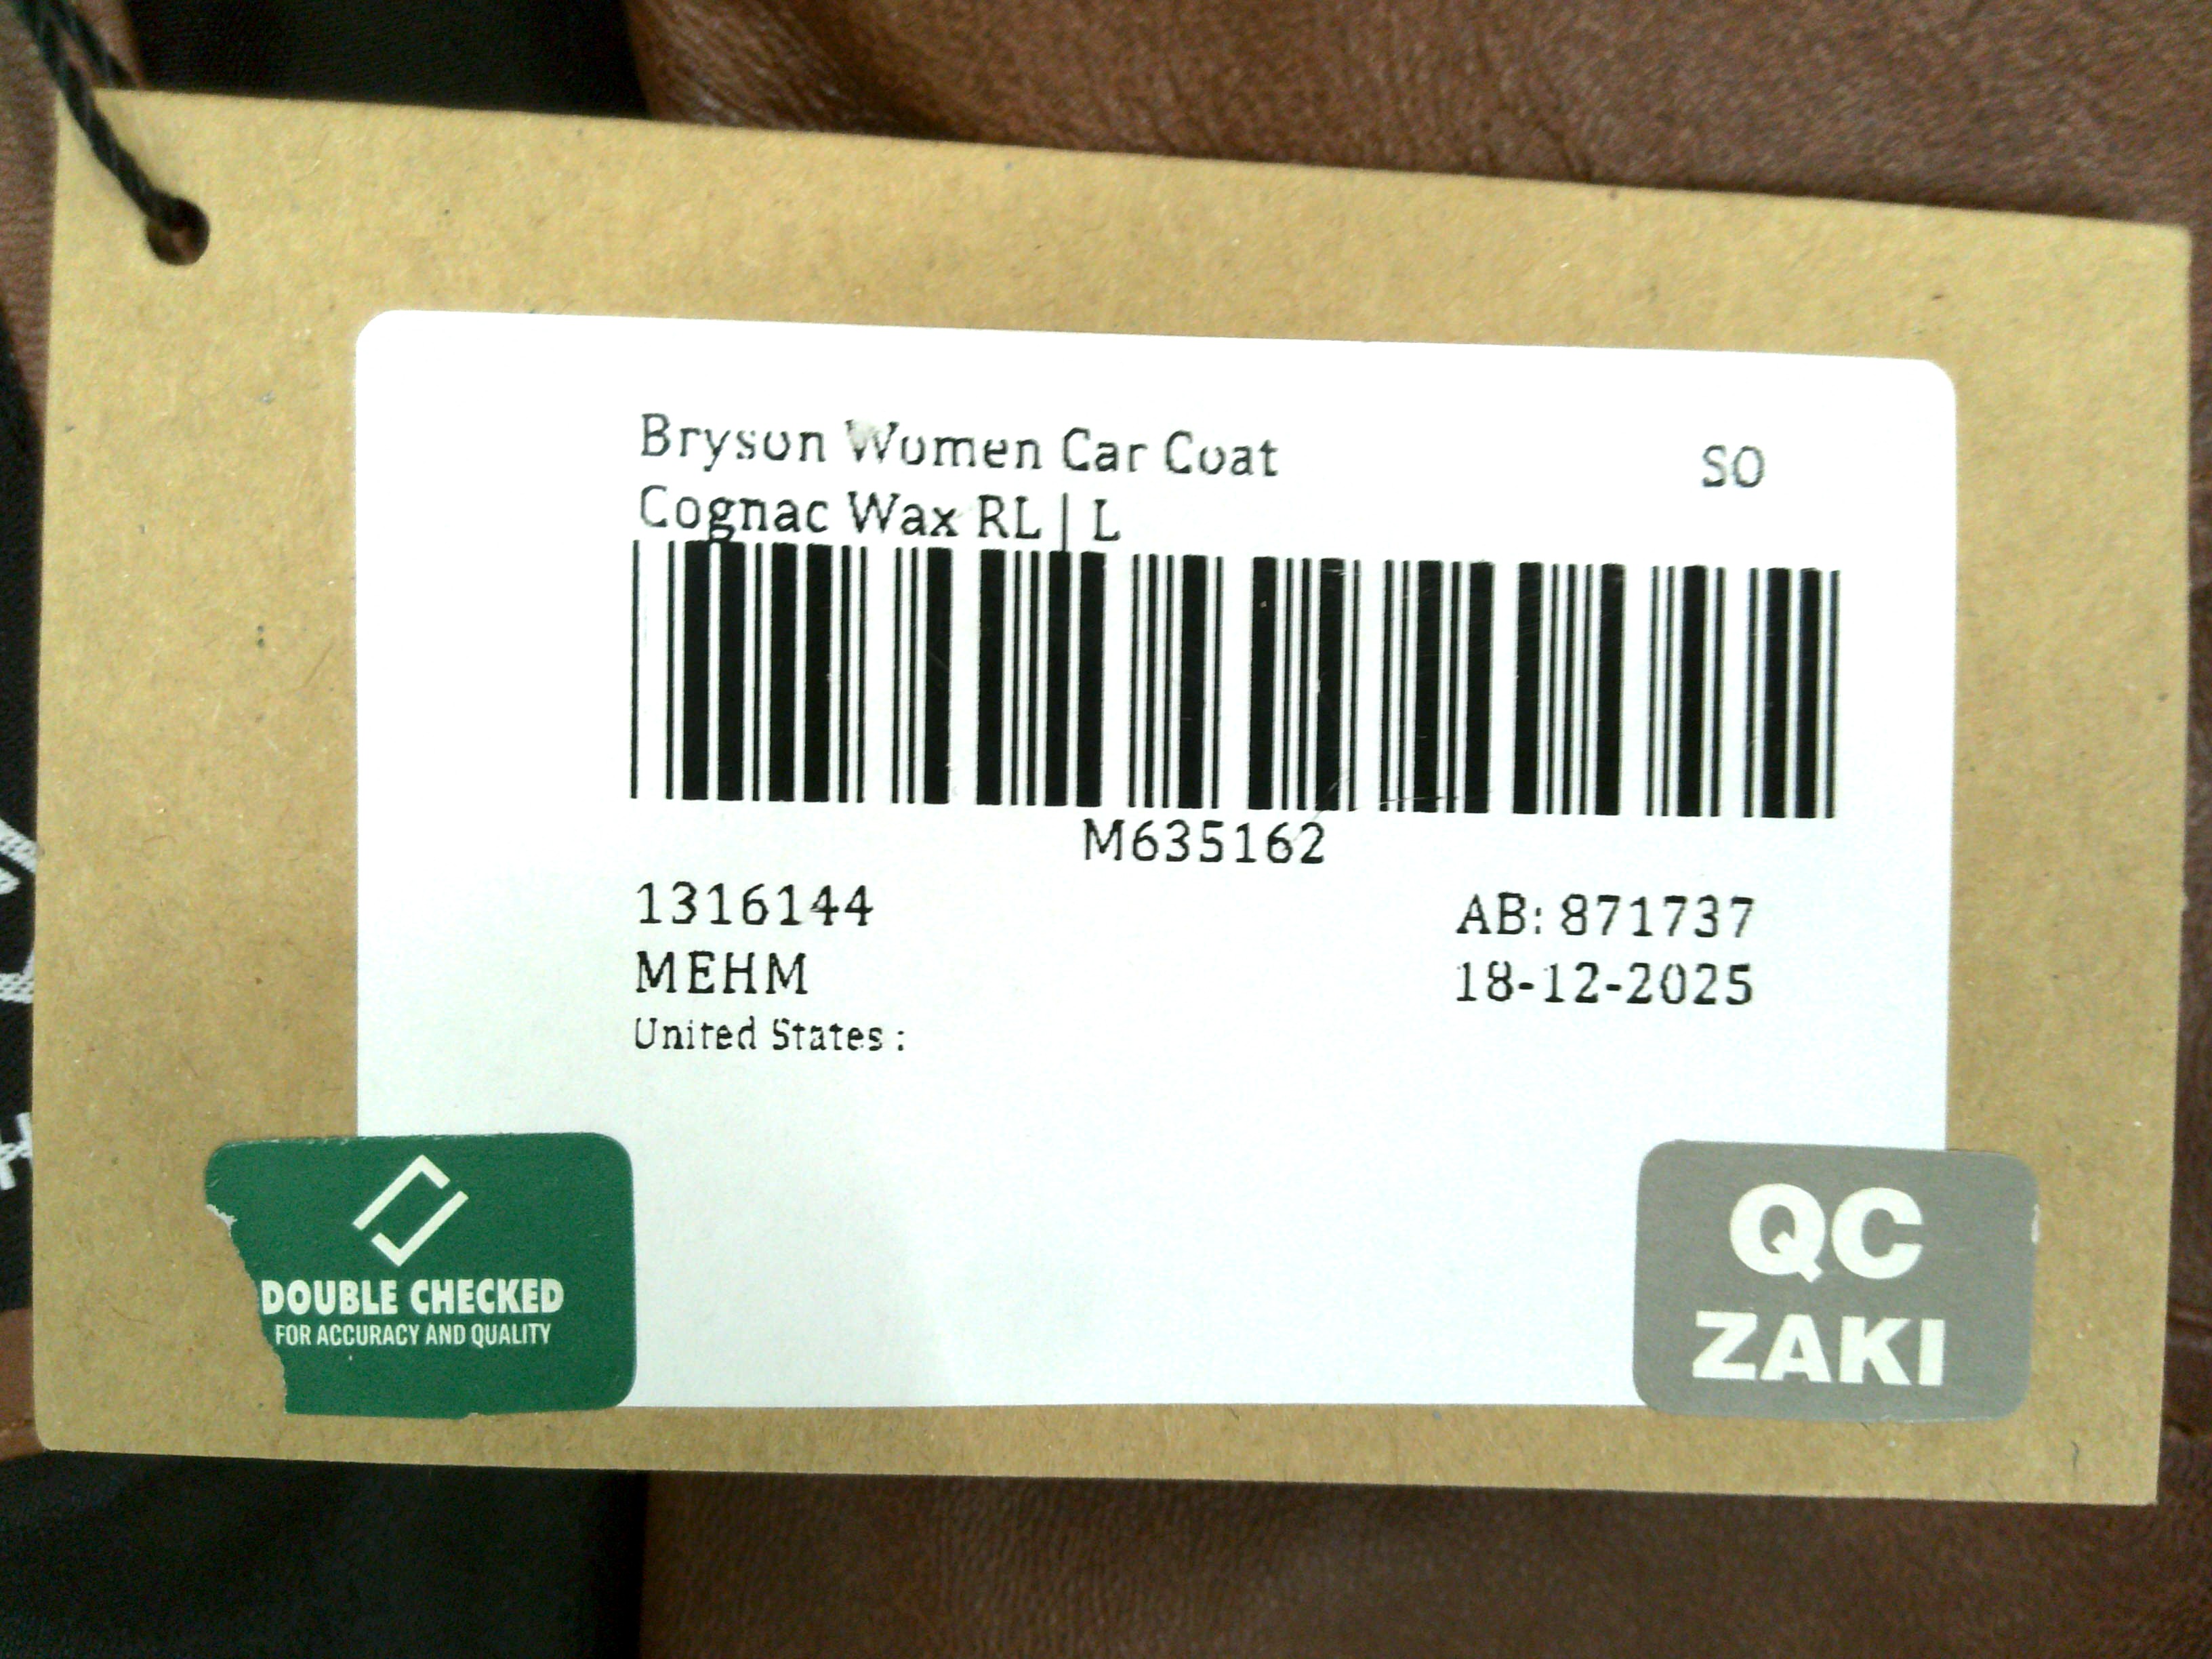 Bryson Women Car Coat SO
Cognac Wax RL | L
M635162
1316144 AB: 871737
MEHM 18-12-2025
United States :
DOUBLE CHECKED
FOR ACCURACY AND QUALITY
QC
ZAKI